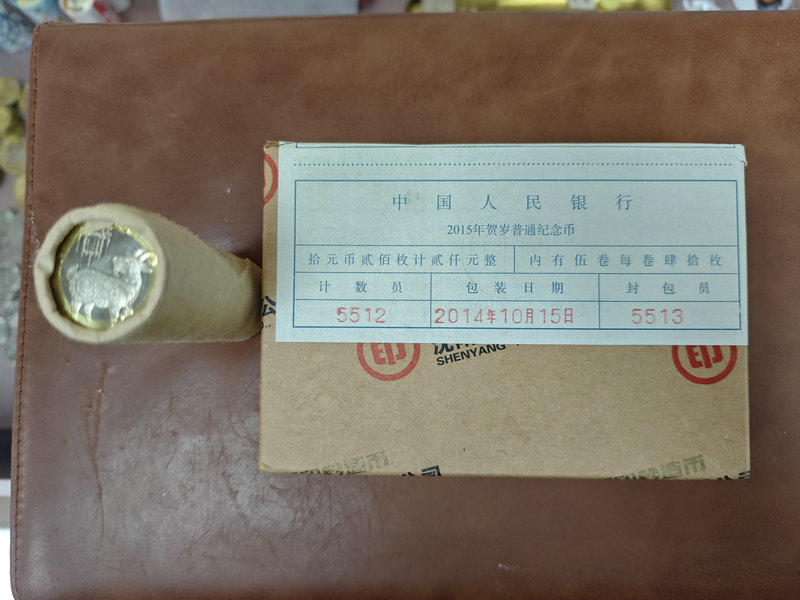 中国人民银行
2015年贺岁普通纪念币
拾元币贰佰枚计贰仟元整 内有伍卷每卷肆拾枚
计数员 包装日期 封包员
5512 2014年10月15日 5513
印
SHENYANG
印